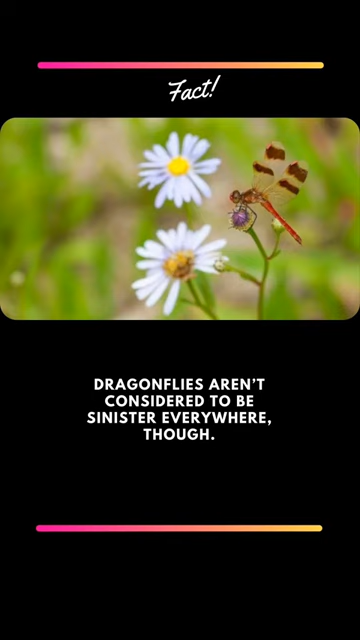 Fact!
DRAGONFLIES AREN'T
CONSIDERED TO BE
SINISTER EVERYWHERE,
THOUGH.